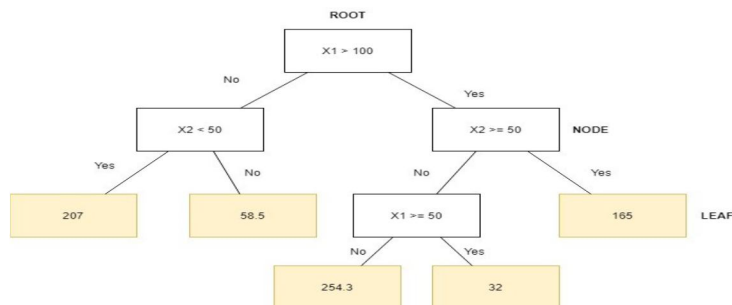 ROOT
X1 > 100
No
Yes
X2 < 50
X2 >= 50
NODE
Yes
No
No
Yes
207
58.5
X1 >= 50
165
LEAF
No
Yes
254.3
32